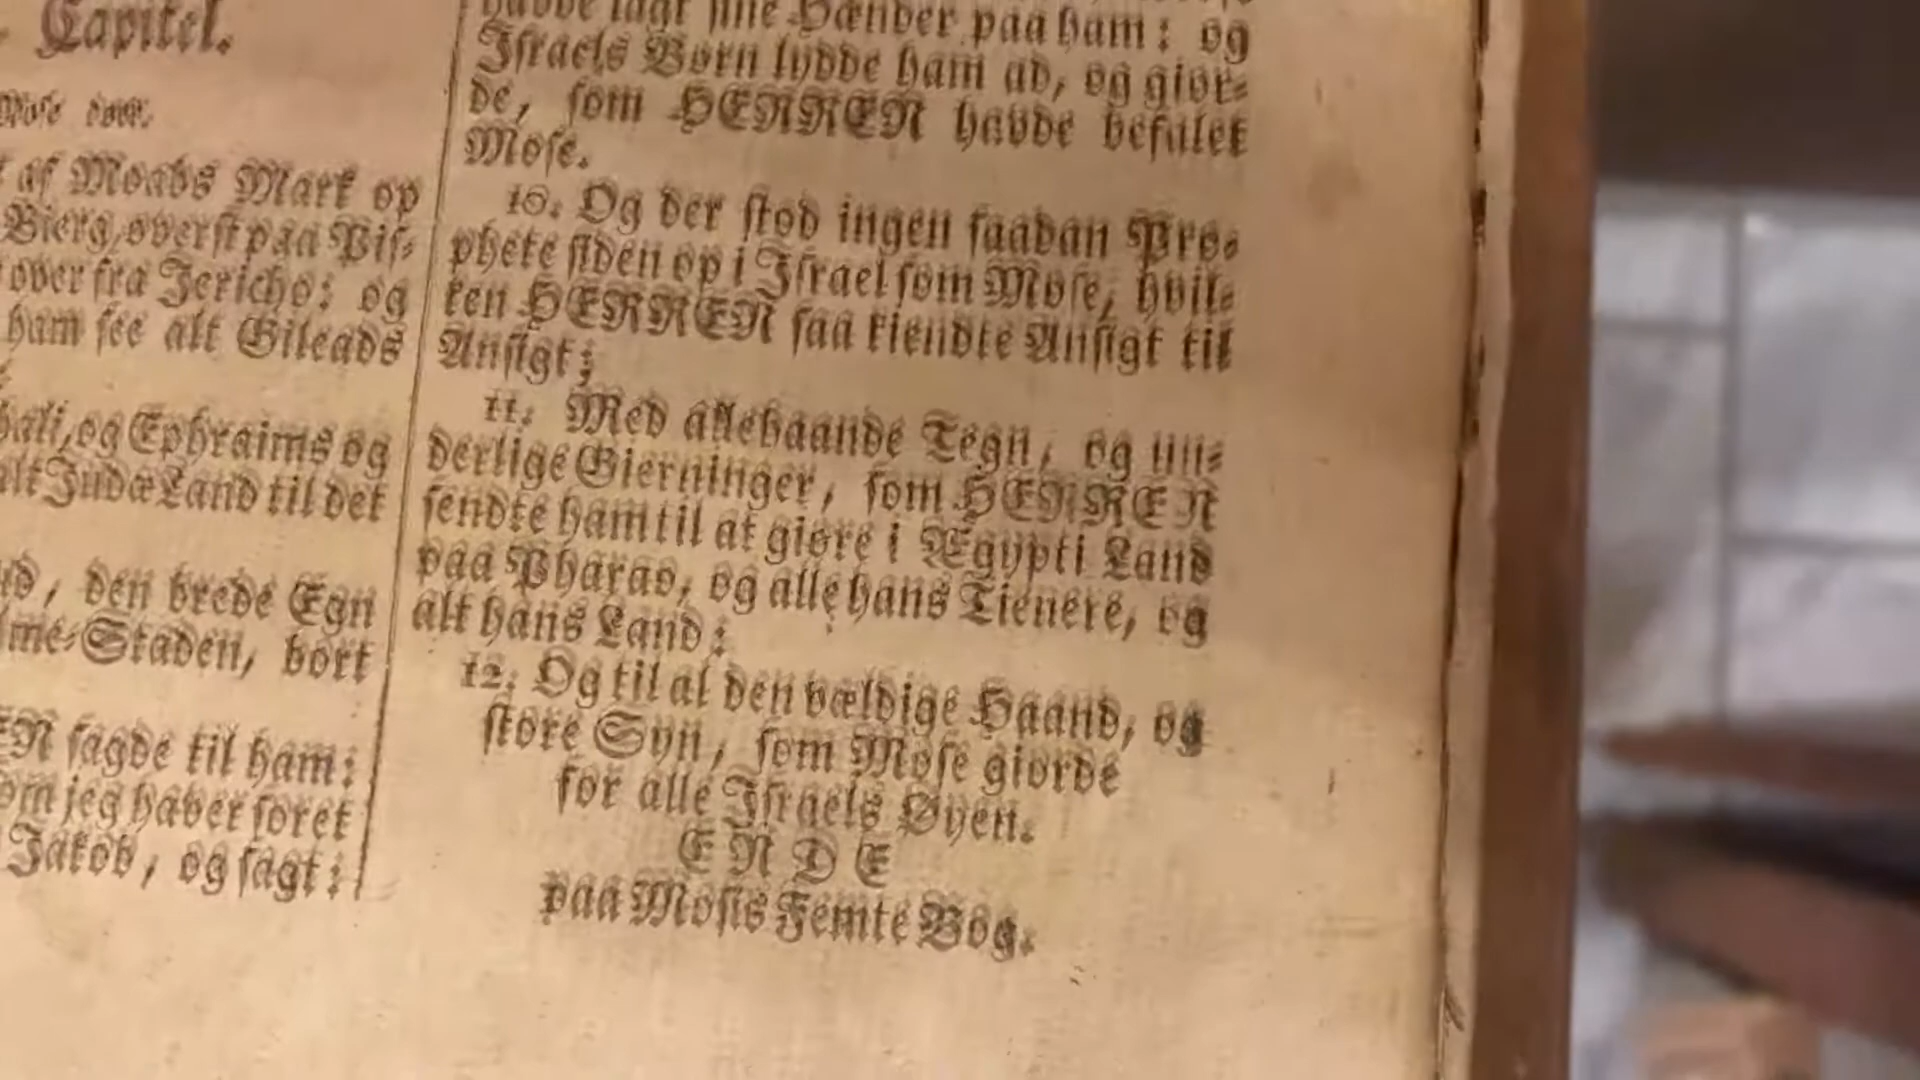 Capitel.
Mose døer.
af Moabs Mark op
Bierg, øverst paa Pis-
over fra Jericho: og
ham see alt Gileads
og Ephraims og
alt Judæ Land til det
den brede Egn
Staden, bort
sagde til ham:
jeg haver soret
Jakob, og sagt:
havde lagt sine Hænder paa ham: og
Israels Børn lydde ham ad, og giør-
de, som HERREN havde befalet
Mose.
10. Og der stod ingen saadan Pro-
phete siden op i Israel som Mose, hvil-
ken HERREN saa kiendte Ansigt til
Ansigt;
11. Med allehaande Tegn, og un-
derlige Gierninger, som HERREN
sendte ham til at giøre i Ægypti Land
paa Pharao, og alle hans Tienere, og
alt hans Land;
12. Og til al den vældige Haand, og
store Syn, som Mose giorde
for alle Israels Øyen.
ENDE
paa Mosis Femte Bog.